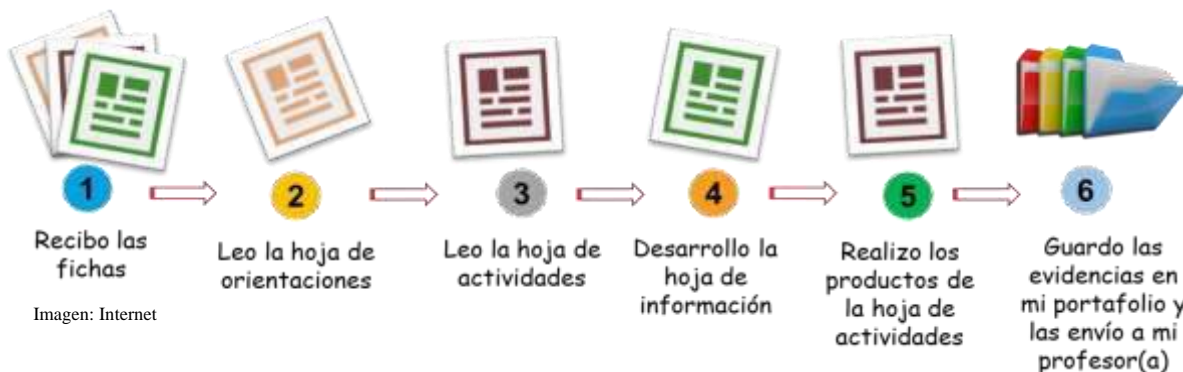 1
Recibo las
fichas
2
Leo la hoja de
orientaciones
3
Leo la hoja de
actividades
4
Desarrollo la
hoja de
información
5
Realizo los
productos de
la hoja de
actividades
6
Guardo las
evidencias en
mi portafolio y
las envío a mi
profesor(a)
Imagen: Internet